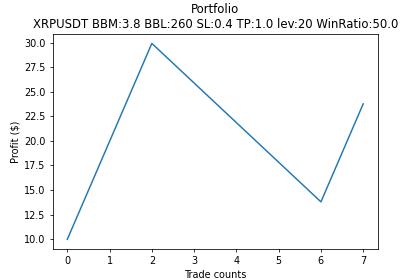 Portfolio
XRPUSDT BBM:3.8 BBL:260 SL:0.4 TP:1.0 lev:20 WinRatio:50.0
30.0
27.5
25.0
22.5
20.0
17.5
15.0
12.5
10.0
Profit ($)
0 1 2 3 4 5 6 7
Trade counts